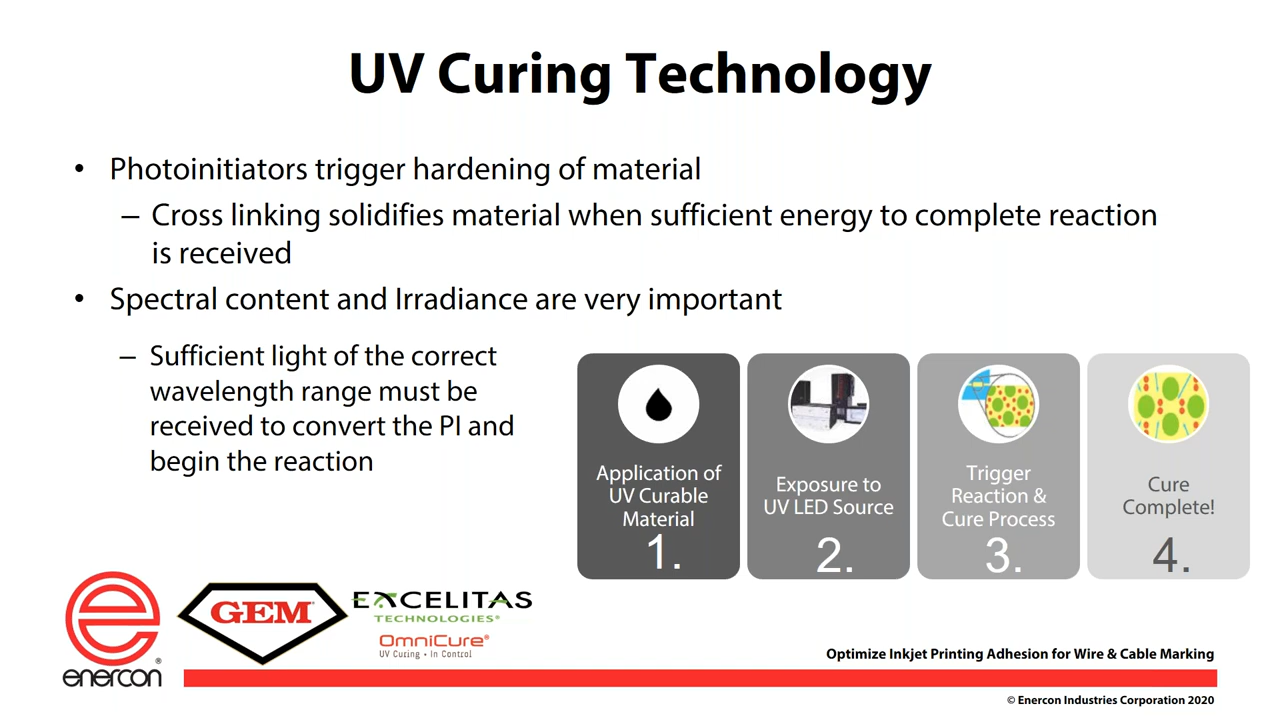 UV Curing Technology
• Photoinitiators trigger hardening of material
– Cross linking solidifies material when sufficient energy to complete reaction
is received
• Spectral content and Irradiance are very important
– Sufficient light of the correct
wavelength range must be
received to convert the PI and
begin the reaction
Application of
UV Curable
Material
1.
Exposure to
UV LED Source
2.
Trigger
Reaction &
Cure Process
3.
Cure
Complete!
4.
enercon®
GEM®
EXCELITAS
TECHNOLOGIES®
OmniCure®
UV Curing • In Control
Optimize Inkjet Printing Adhesion for Wire & Cable Marking
© Enercon Industries Corporation 2020